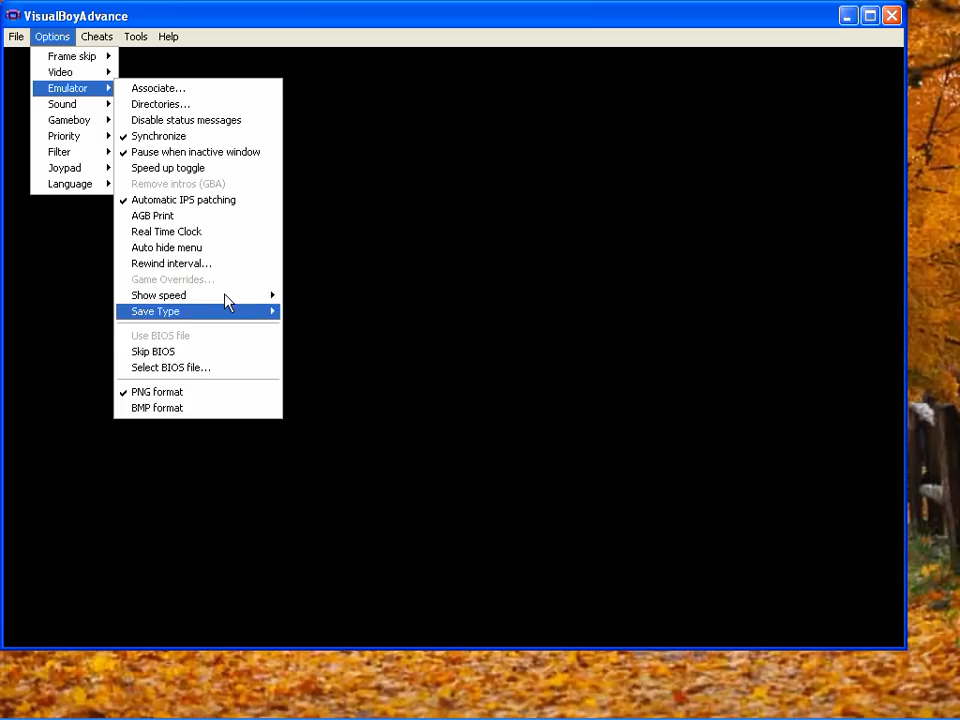 VisualBoyAdvance
File Options Cheats Tools Help
Frame skip
Video
Emulator
Sound
Gameboy
Priority
Filter
Joypad
Language
Associate...
Directories...
Disable status messages
Synchronize
Pause when inactive window
Speed up toggle
Remove intros (GBA)
Automatic IPS patching
AGB Print
Real Time Clock
Auto hide menu
Rewind interval...
Game Overrides...
Show speed
Save Type
Use BIOS file
Skip BIOS
Select BIOS file...
PNG format
BMP format